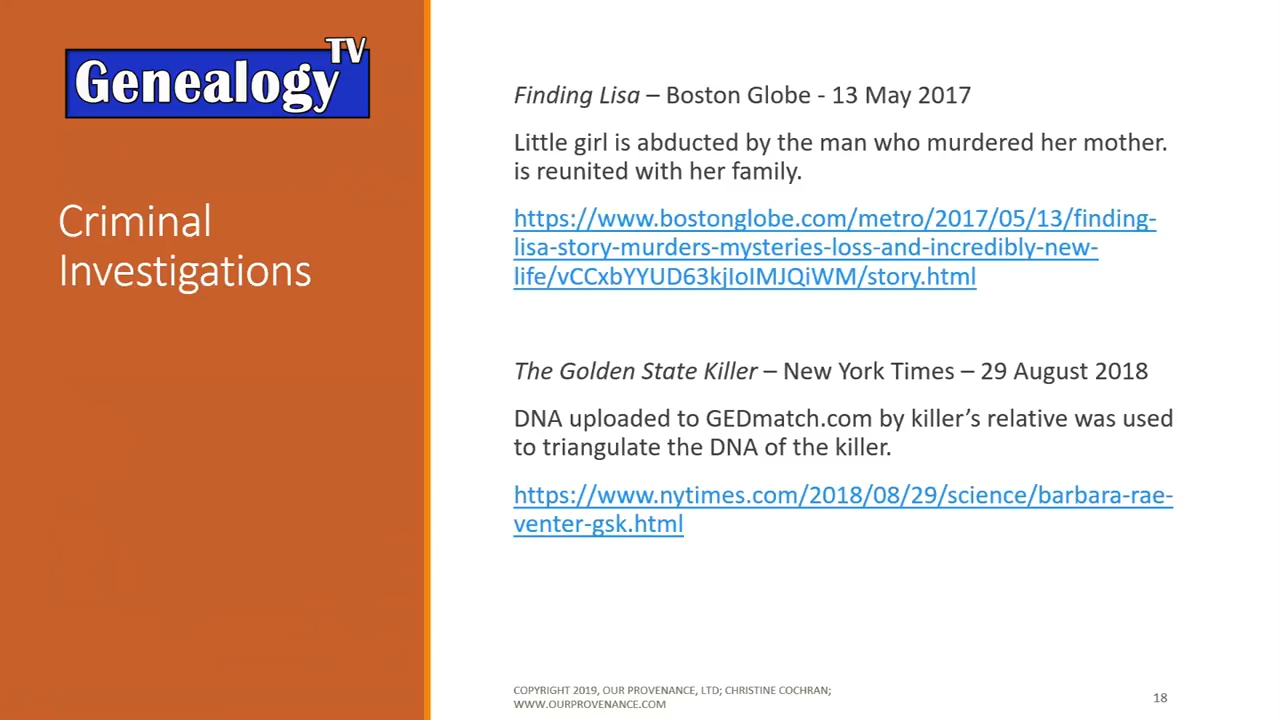 Genealogy TV
Criminal
Investigations
Finding Lisa – Boston Globe - 13 May 2017
Little girl is abducted by the man who murdered her mother.
is reunited with her family.
https://www.bostonglobe.com/metro/2017/05/13/finding-
lisa-story-murders-mysteries-loss-and-incredibly-new-
life/vCCxbYYUD63kjIoIMJQiWM/story.html
The Golden State Killer – New York Times – 29 August 2018
DNA uploaded to GEDmatch.com by killer’s relative was used
to triangulate the DNA of the killer.
https://www.nytimes.com/2018/08/29/science/barbara-rae-
venter-gsk.html
COPYRIGHT 2019, OUR PROVENANCE, LTD; CHRISTINE COCHRAN;
WWW.OURPROVENANCE.COM
18